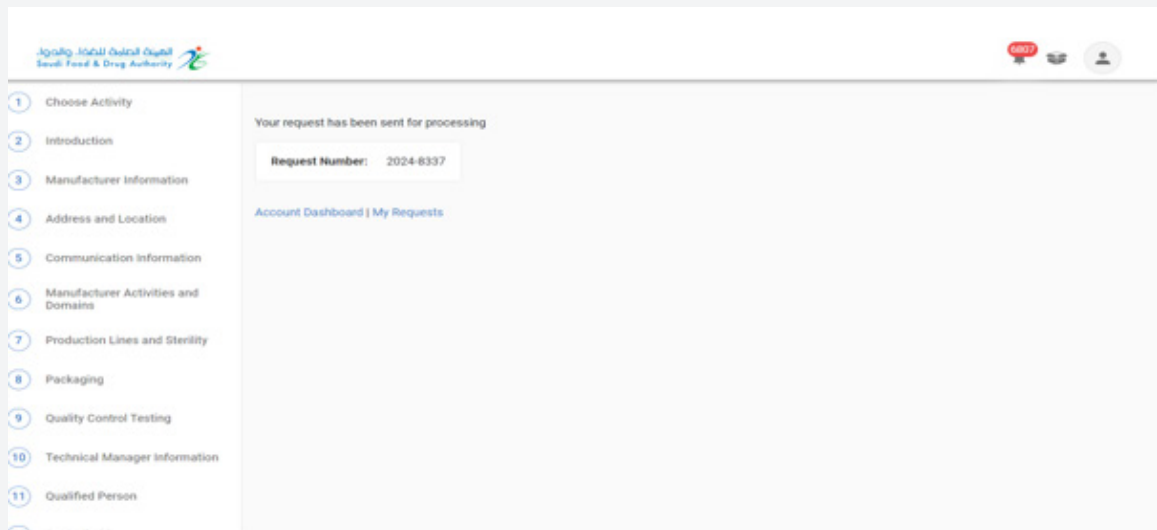 Saudi Food & Drug Authority
6807
1 Choose Activity
2 Introduction
3 Manufacturer Information
4 Address and Location
5 Communication Information
6 Manufacturer Activities and
Domains
7 Production Lines and Sterility
8 Packaging
9 Quality Control Testing
10 Technical Manager Information
11 Qualified Person
Your request has been sent for processing
Request Number: 2024-8337
Account Dashboard | My Requests